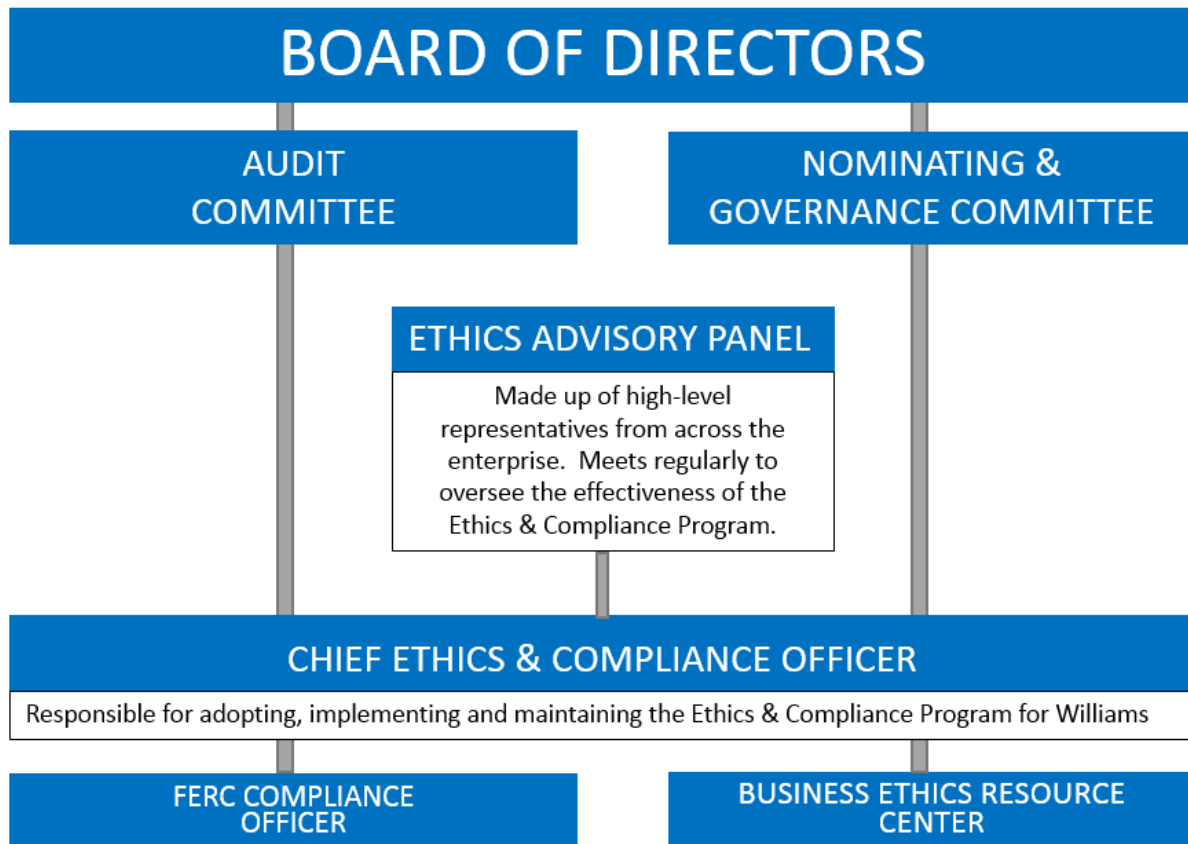 BOARD OF DIRECTORS
AUDIT
COMMITTEE
NOMINATING &
GOVERNANCE COMMITTEE
ETHICS ADVISORY PANEL
Made up of high-level
representatives from across the
enterprise.  Meets regularly to
oversee the effectiveness of the
Ethics & Compliance Program.
CHIEF ETHICS & COMPLIANCE OFFICER
Responsible for adopting, implementing and maintaining the Ethics & Compliance Program for Williams
FERC COMPLIANCE
OFFICER
BUSINESS ETHICS RESOURCE
CENTER